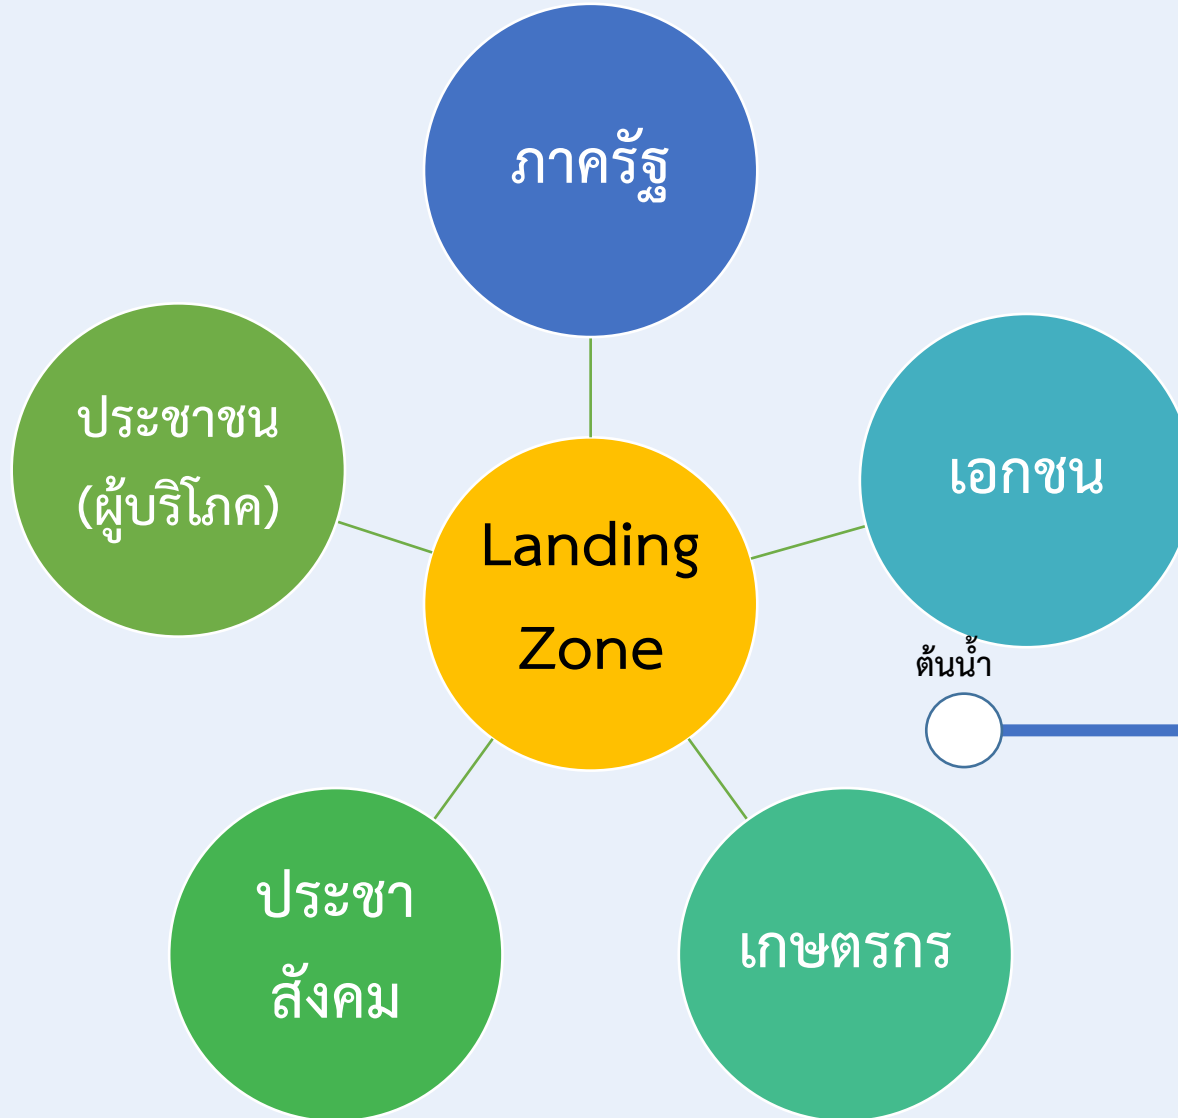 ภาครัฐ
ประชาชน
(ผู้บริโภค)
เอกชน
Landing
Zone
ต้นน้ำ
ประชา
สังคม
เกษตรกร